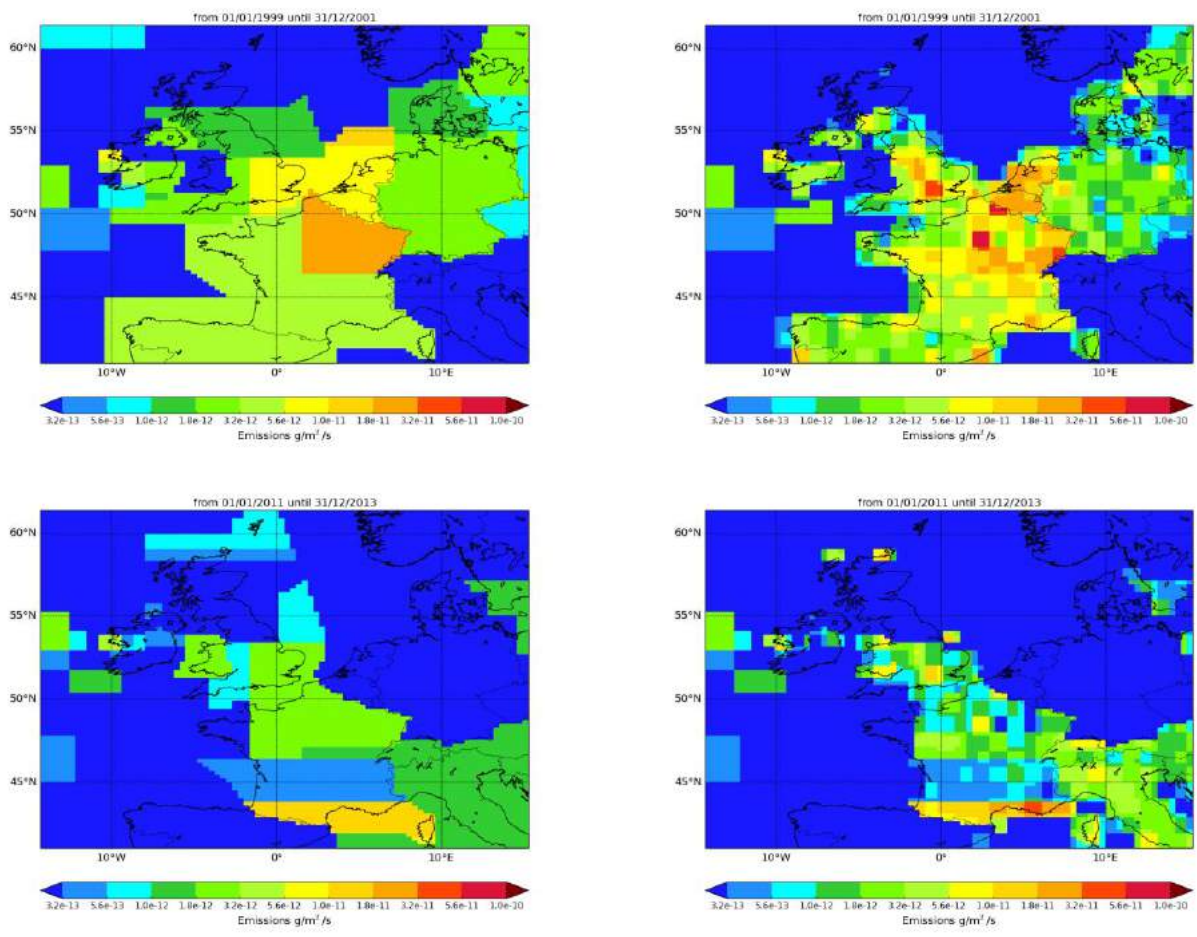 from 01/01/1999 until 31/12/2001
60°N
55°N
50°N
45°N
10°W 0° 10°E
3.2e-13 5.6e-13 1.0e-12 1.8e-12 3.2e-12 5.6e-12 1.0e-11 1.8e-11 3.2e-11 5.6e-11 1.0e-10
Emissions g/m²/s
from 01/01/1999 until 31/12/2001
60°N
55°N
50°N
45°N
10°W 0° 10°E
3.2e-13 5.6e-13 1.0e-12 1.8e-12 3.2e-12 5.6e-12 1.0e-11 1.8e-11 3.2e-11 5.6e-11 1.0e-10
Emissions g/m²/s
from 01/01/2011 until 31/12/2013
60°N
55°N
50°N
45°N
10°W 0° 10°E
3.2e-13 5.6e-13 1.0e-12 1.8e-12 3.2e-12 5.6e-12 1.0e-11 1.8e-11 3.2e-11 5.6e-11 1.0e-10
Emissions g/m²/s
from 01/01/2011 until 31/12/2013
60°N
55°N
50°N
45°N
10°W 0° 10°E
3.2e-13 5.6e-13 1.0e-12 1.8e-12 3.2e-12 5.6e-12 1.0e-11 1.8e-11 3.2e-11 5.6e-11 1.0e-10
Emissions g/m²/s